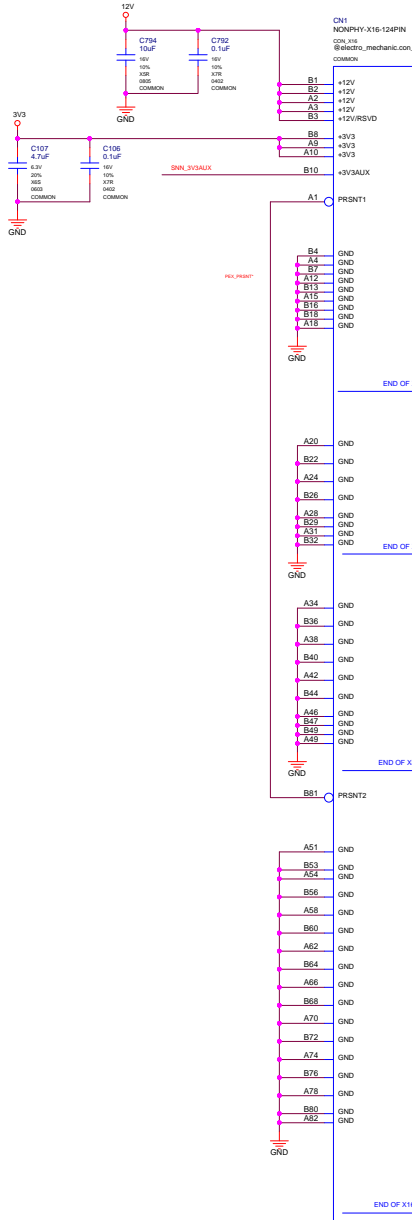 12V
CN1
NONPHY-X16-124PIN
CON_X16
@electro_mechanic.con_
COMMON
C794
10uF
16V
10%
X5R
0805
COMMON
C792
0.1uF
16V
10%
X7R
0402
COMMON
GND
B1 +12V
B2 +12V
A2 +12V
A3 +12V
B3 +12V/RSVD
3V3
B8 +3V3
A9 +3V3
A10 +3V3
C107
4.7uF
6.3V
20%
X6S
0603
COMMON
C106
0.1uF
16V
10%
X7R
0402
COMMON
GND
SNN_3V3AUX
B10 +3V3AUX
A1 PRSNT1
PEX_PRSNT*
B4 GND
A4 GND
B7 GND
A12 GND
B13 GND
A15 GND
B16 GND
B18 GND
A18 GND
GND
END OF
A20 GND
B22 GND
A24 GND
B26 GND
A28 GND
B29 GND
A31 GND
B32 GND
END OF
GND
A34 GND
B36 GND
A38 GND
B40 GND
A42 GND
B44 GND
A46 GND
B47 GND
B49 GND
A49 GND
GND
END OF X
B81 PRSNT2
A51 GND
B53 GND
A54 GND
B56 GND
A58 GND
B60 GND
A62 GND
B64 GND
A66 GND
B68 GND
A70 GND
B72 GND
A74 GND
B76 GND
A78 GND
B80 GND
A82 GND
GND
END OF X16